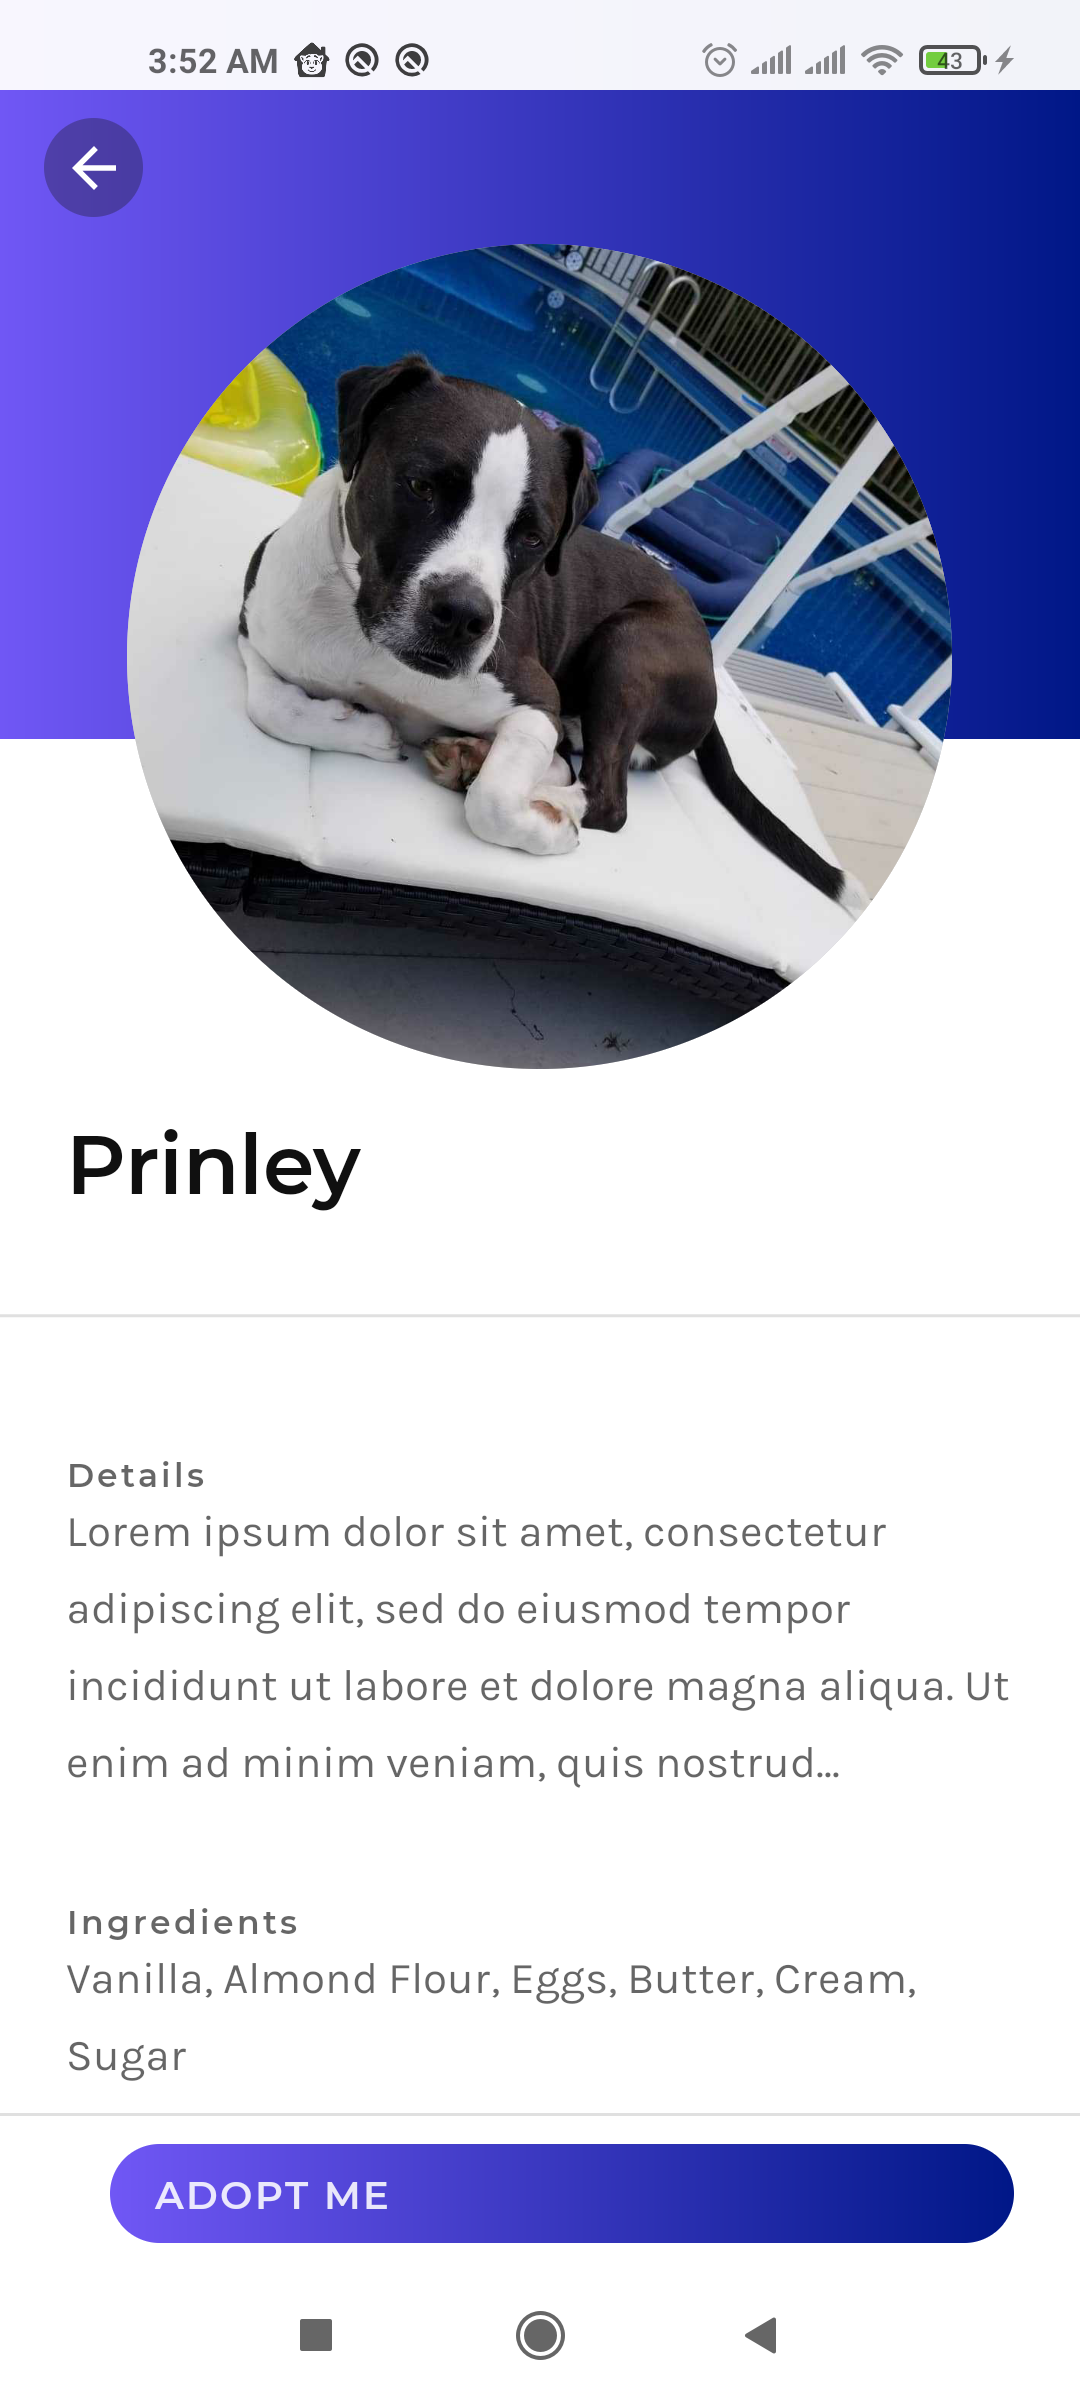 3:52 AM
43
Prinley
Details
Lorem ipsum dolor sit amet, consectetur
adipiscing elit, sed do eiusmod tempor
incididunt ut labore et dolore magna aliqua. Ut
enim ad minim veniam, quis nostrud...
Ingredients
Vanilla, Almond Flour, Eggs, Butter, Cream,
Sugar
ADOPT ME